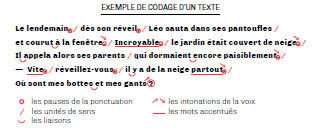 EXEMPLE DE CODAGE D'UN TEXTE
Le lendemain, / dès son réveil, / Léo sauta dans ses pantoufles /
et courut à la fenêtre. / Incroyable, / le jardin était couvert de neige. /
Il appela alors ses parents / qui dormaient encore paisiblement. /
— Vite, / réveillez-vous, / il y a de la neige partout. /
Où sont mes bottes et mes gants ?
les pauses de la ponctuation
les intonations de la voix
/ les unités de sens
les mots accentués
les liaisons